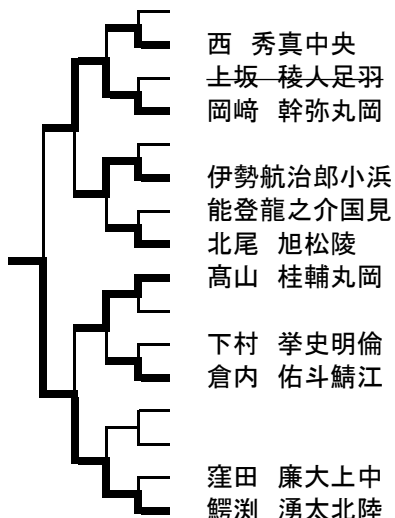 西 秀真中央
上坂 稜人足羽
岡﨑 幹弥丸岡
伊勢航治郎小浜
能登龍之介国見
北尾 旭松陵
髙山 桂輔丸岡
下村 挙史明倫
倉内 佑斗鯖江
窪田 廉大上中
鰐渕 湧太北陸